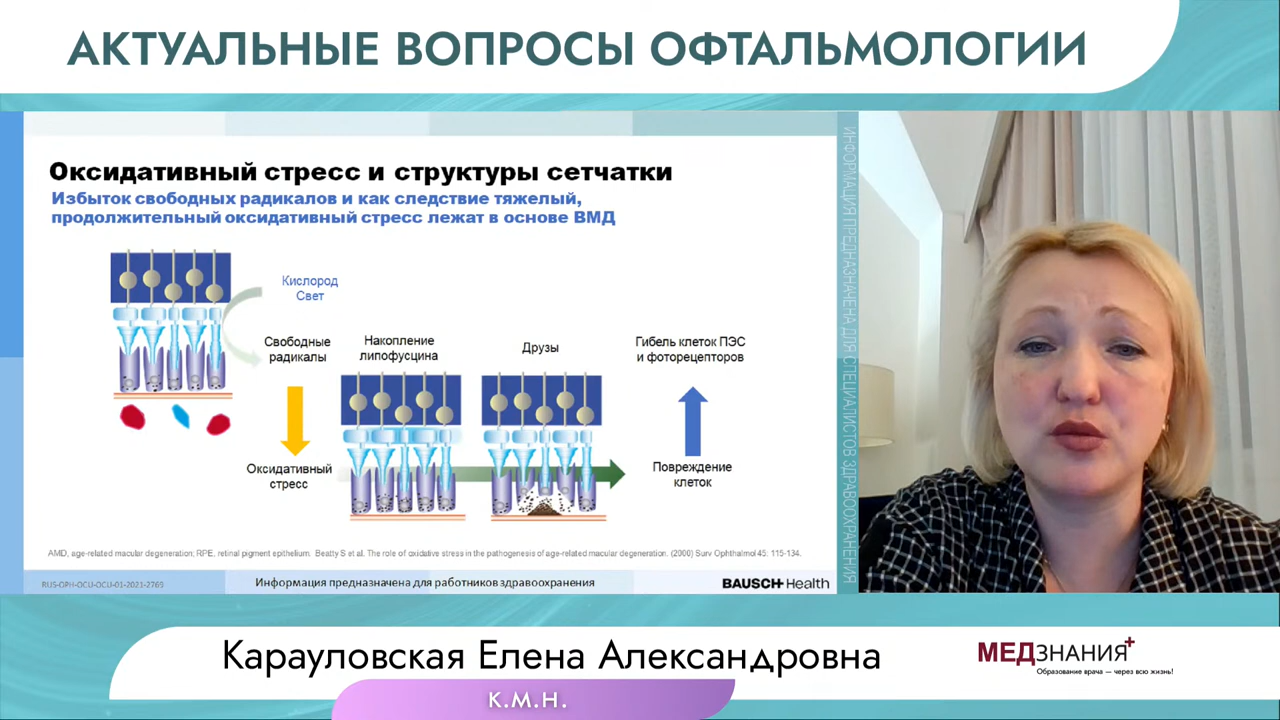 АКТУАЛЬНЫЕ ВОПРОСЫ ОФТАЛЬМОЛОГИИ
Оксидативный стресс и структуры сетчатки
Избыток свободных радикалов и как следствие тяжелый,
продолжительный оксидативный стресс лежат в основе ВМД
Кислород
Свет
Свободные
радикалы
Оксидативный
стресс
Накопление
липофусцина
Друзы
Гибель клеток ПЭС
и фоторецепторов
Повреждение
клеток
AMD, age-related macular degeneration; RPE, retinal pigment epithelium. Beatty S et al. The role of oxidative stress in the pathogenesis of age-related macular degeneration. (2000) Surv Ophthalmol 45: 115-134.
RUS-OPH-OCU-OCU-01-2021-2769
Информация предназначена для работников здравоохранения
BAUSCH+Health
ИНФОРМАЦИЯ ПРЕДНАЗНАЧЕНА ДЛЯ СПЕЦИАЛИСТОВ ЗДРАВООХРАНЕНИЯ
Карауловская Елена Александровна
к.м.н.
МЕДЗНАНИЯ+
Образование врача — через всю жизнь!